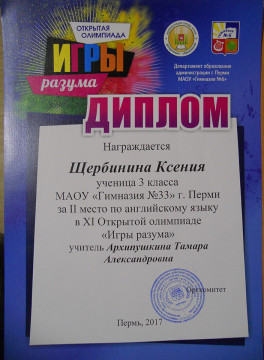 ОТКРЫТАЯ
ОЛИМПИАДА
ИГРЫ
разума
Департамент образования
администрации г. Перми
МАОУ «Гимназия №6»
ДИПЛОМ
Награждается
Щербинина Ксения
ученица 3 класса
МАОУ «Гимназия №33» г. Перми
за II место по английскому языку
в XI Открытой олимпиаде
«Игры разума»
учитель Архипушкина Тамара
Александровна
Оргкомитет
Пермь, 2017